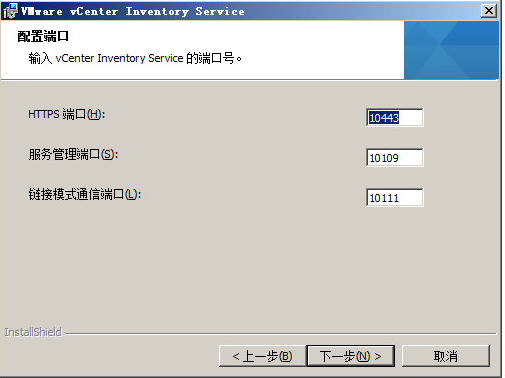 VMware vCenter Inventory Service
配置端口
输入 vCenter Inventory Service 的端口号。
HTTPS 端口(H): 10443
服务管理端口(S): 10109
链接模式通信端口(L): 10111
InstallShield
< 上一步(B) 下一步(N) > 取消